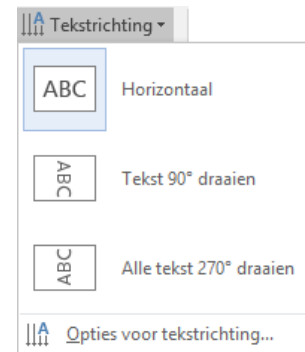 Tekstrichting
ABC Horizontaal
ABC Tekst 90° draaien
ABC Alle tekst 270° draaien
A Opties voor tekstrichting...